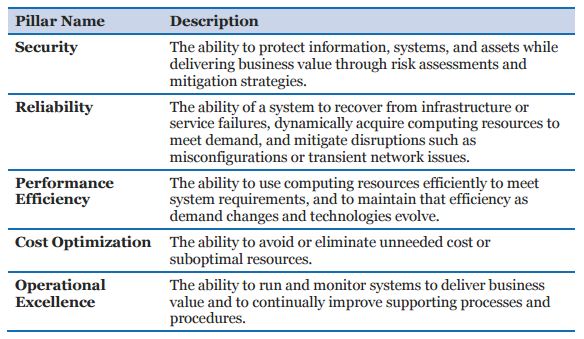 Pillar Name Description
Security The ability to protect information, systems, and assets while
delivering business value through risk assessments and
mitigation strategies.
Reliability The ability of a system to recover from infrastructure or
service failures, dynamically acquire computing resources to
meet demand, and mitigate disruptions such as
misconfigurations or transient network issues.
Performance The ability to use computing resources efficiently to meet
Efficiency system requirements, and to maintain that efficiency as
demand changes and technologies evolve.
Cost Optimization The ability to avoid or eliminate unneeded cost or
suboptimal resources.
Operational The ability to run and monitor systems to deliver business
Excellence value and to continually improve supporting processes and
procedures.